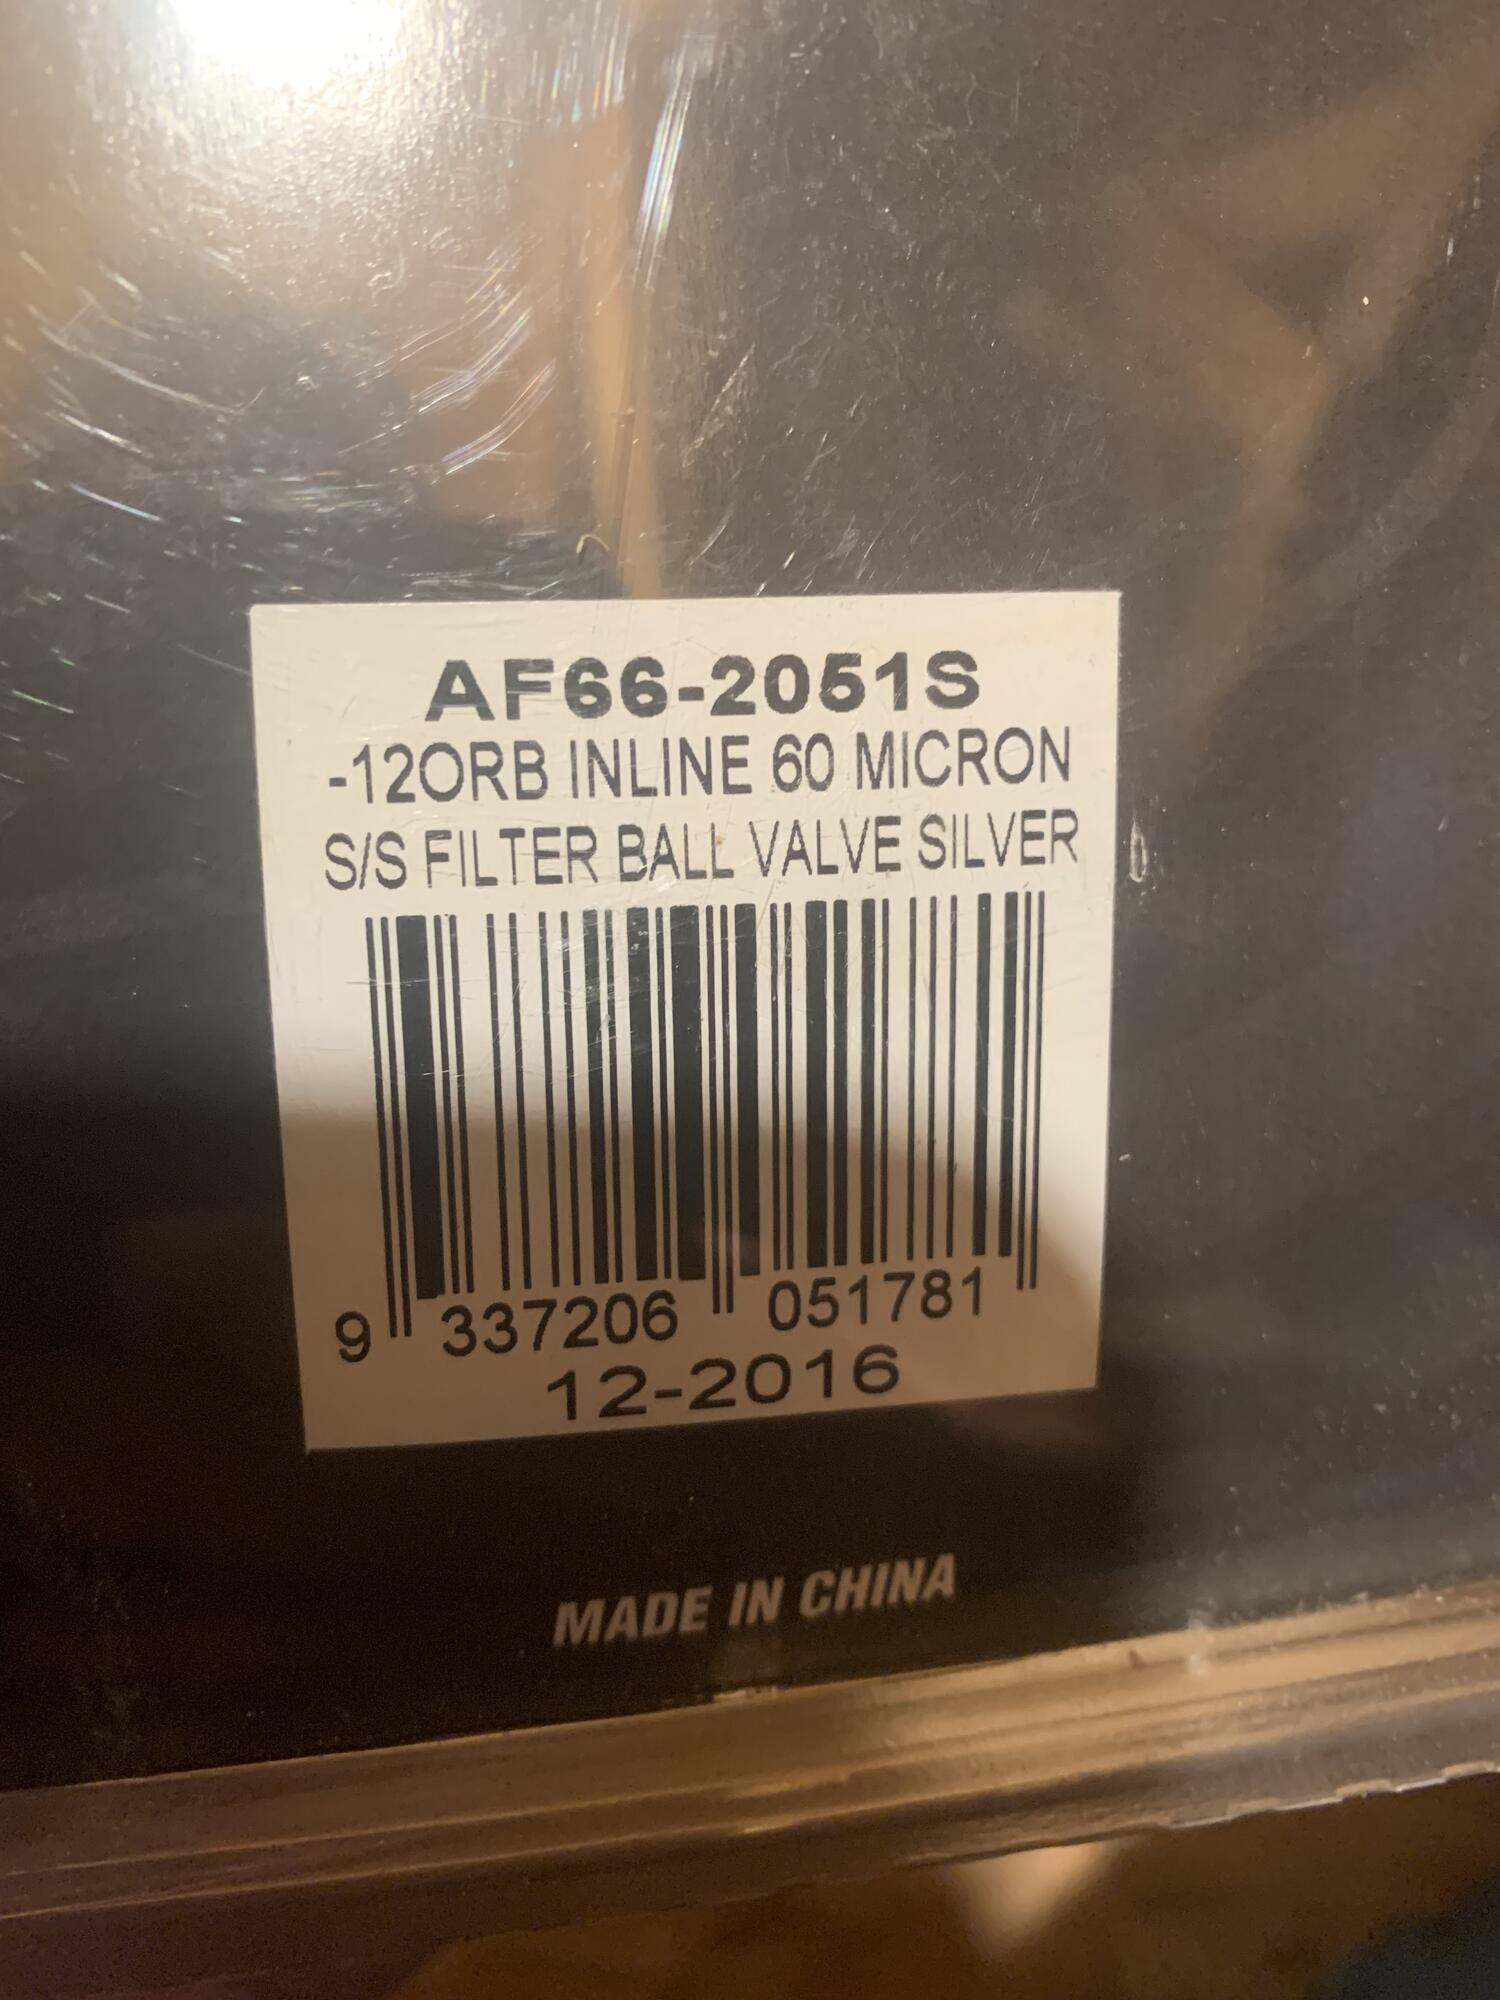 AF66-2051S
-12ORB INLINE 60 MICRON
S/S FILTER BALL VALVE SILVER
9 337206 051781
12-2016
MADE IN CHINA